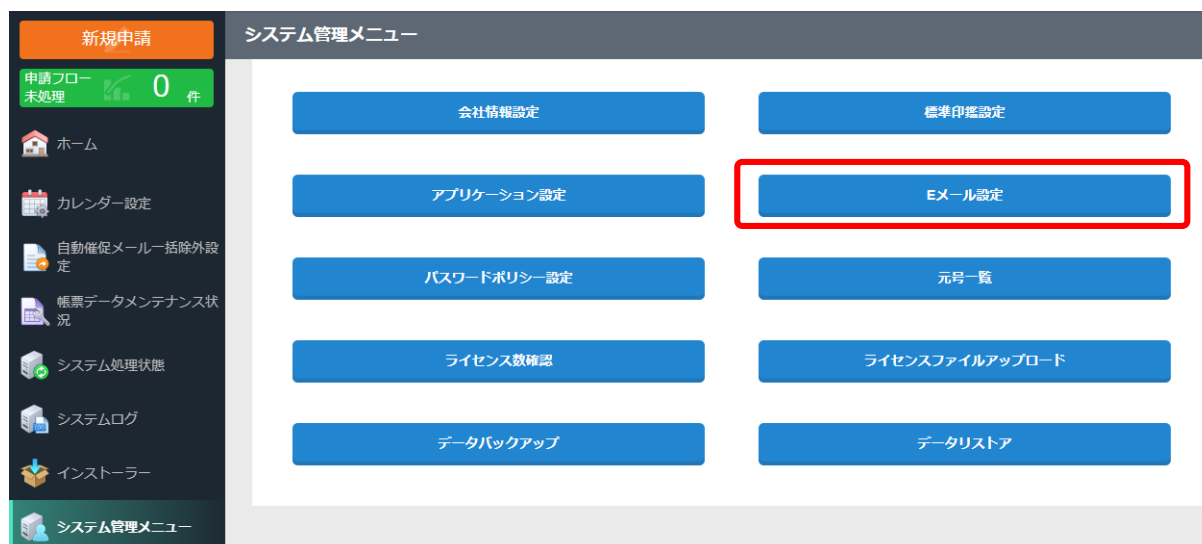 新規申請
申請フロー
未処理
0
件
ホーム
カレンダー設定
自動催促メール一括除外設
定
帳票データメンテナンス状
況
システム処理状態
システムログ
インストーラー
システム管理メニュー
システム管理メニュー
会社情報設定
標準印鑑設定
アプリケーション設定
Eメール設定
パスワードポリシー設定
元号一覧
ライセンス数確認
ライセンスファイルアップロード
データバックアップ
データリストア